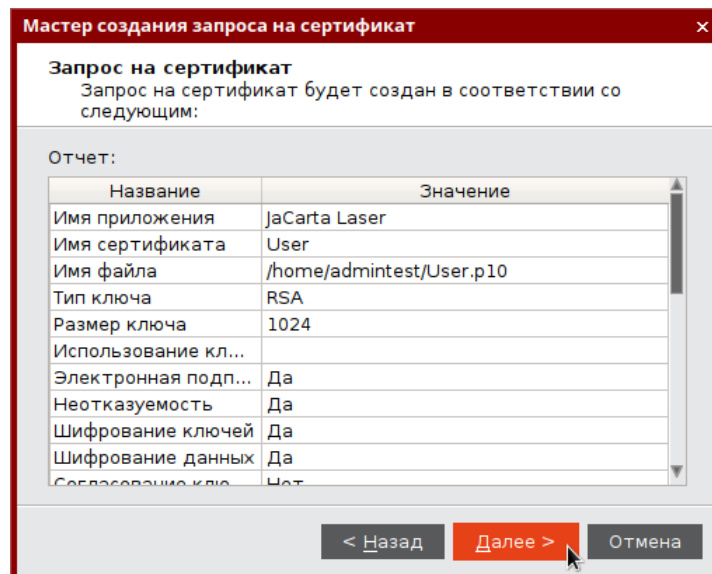 Мастер создания запроса на сертификат ×
Запрос на сертификат
Запрос на сертификат будет создан в соответствии со
следующим:
Отчет:
Название Значение
Имя приложения JaCarta Laser
Имя сертификата User
Имя файла /home/admintest/User.p10
Тип ключа RSA
Размер ключа 1024
Использование кл...
Электронная подп... Да
Неотказуемость Да
Шифрование ключей Да
Шифрование данных Да
Согласование клю... Нет
< Назад Далее > Отмена